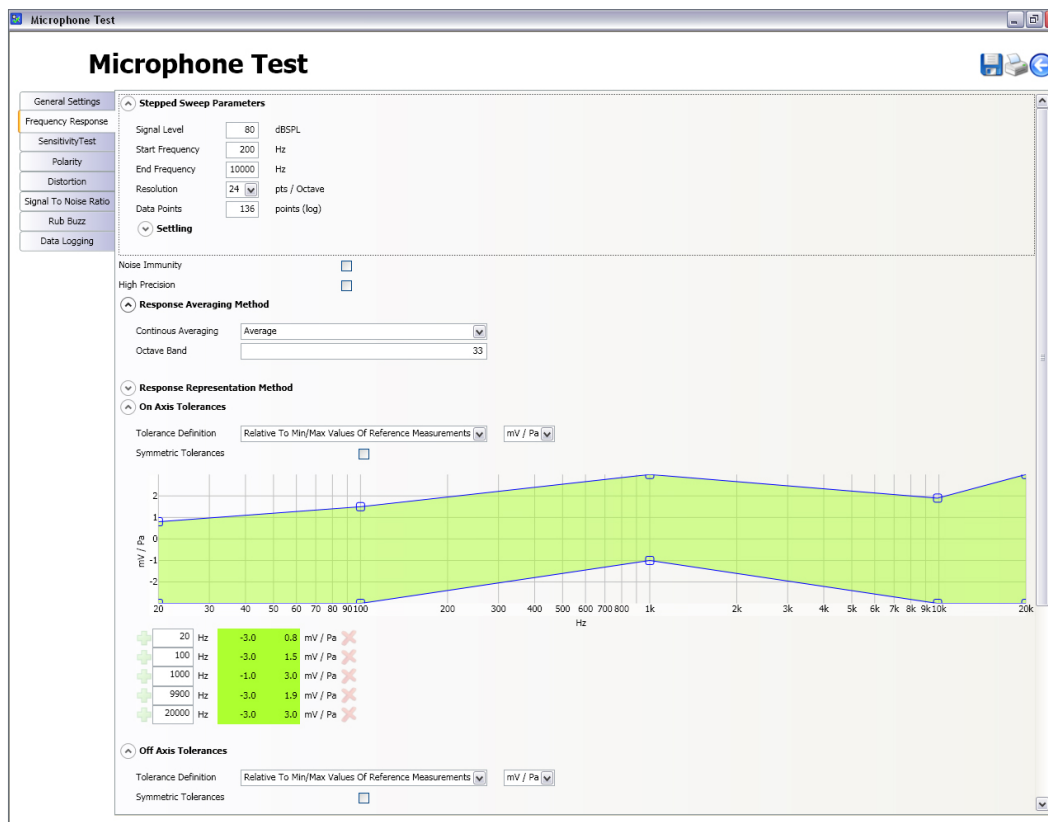 Microphone Test
Microphone Test
General Settings
Frequency Response
SensitivityTest
Polarity
Distortion
Signal To Noise Ratio
Rub Buzz
Data Logging
Stepped Sweep Parameters
Signal Level 80 dBSPL
Start Frequency 200 Hz
End Frequency 10000 Hz
Resolution 24 pts / Octave
Data Points 136 points (log)
Settling
Noise Immunity
High Precision
Response Averaging Method
Continous Averaging Average
Octave Band 33
Response Representation Method
On Axis Tolerances
Tolerance Definition Relative To Min/Max Values Of Reference Measurements mV / Pa
Symmetric Tolerances
2
1
0
-1
-2
mV / Pa
20 30 40 50 60 70 80 90 100 200 300 400 500 600 700 800 1k 2k 3k 4k 5k 6k 7k 8k 9k 10k 20k
Hz
20 Hz -3.0 0.8 mV / Pa
100 Hz -3.0 1.5 mV / Pa
1000 Hz -1.0 3.0 mV / Pa
9900 Hz -3.0 1.9 mV / Pa
20000 Hz -3.0 3.0 mV / Pa
Off Axis Tolerances
Tolerance Definition Relative To Min/Max Values Of Reference Measurements mV / Pa
Symmetric Tolerances